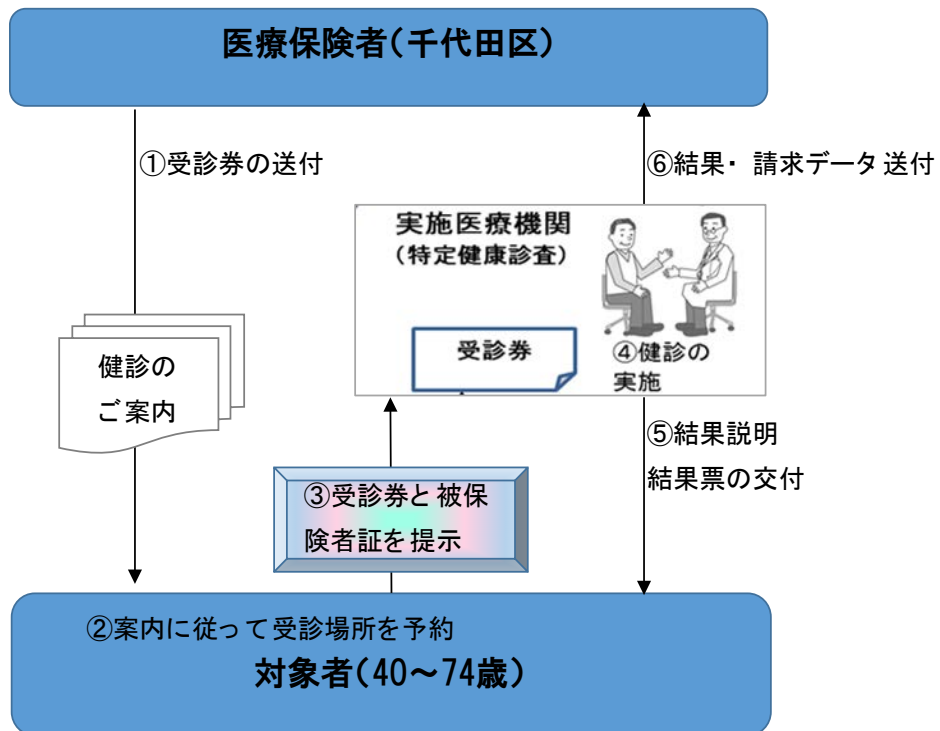 医療保険者(千代田区)
①受診券の送付
⑥結果・請求データ送付
実施医療機関
(特定健康診査)
受診券
④健診の
実施
健診の
ご案内
⑤結果説明
結果票の交付
③受診券と被保
険者証を提示
②案内に従って受診場所を予約
対象者(40～74歳)